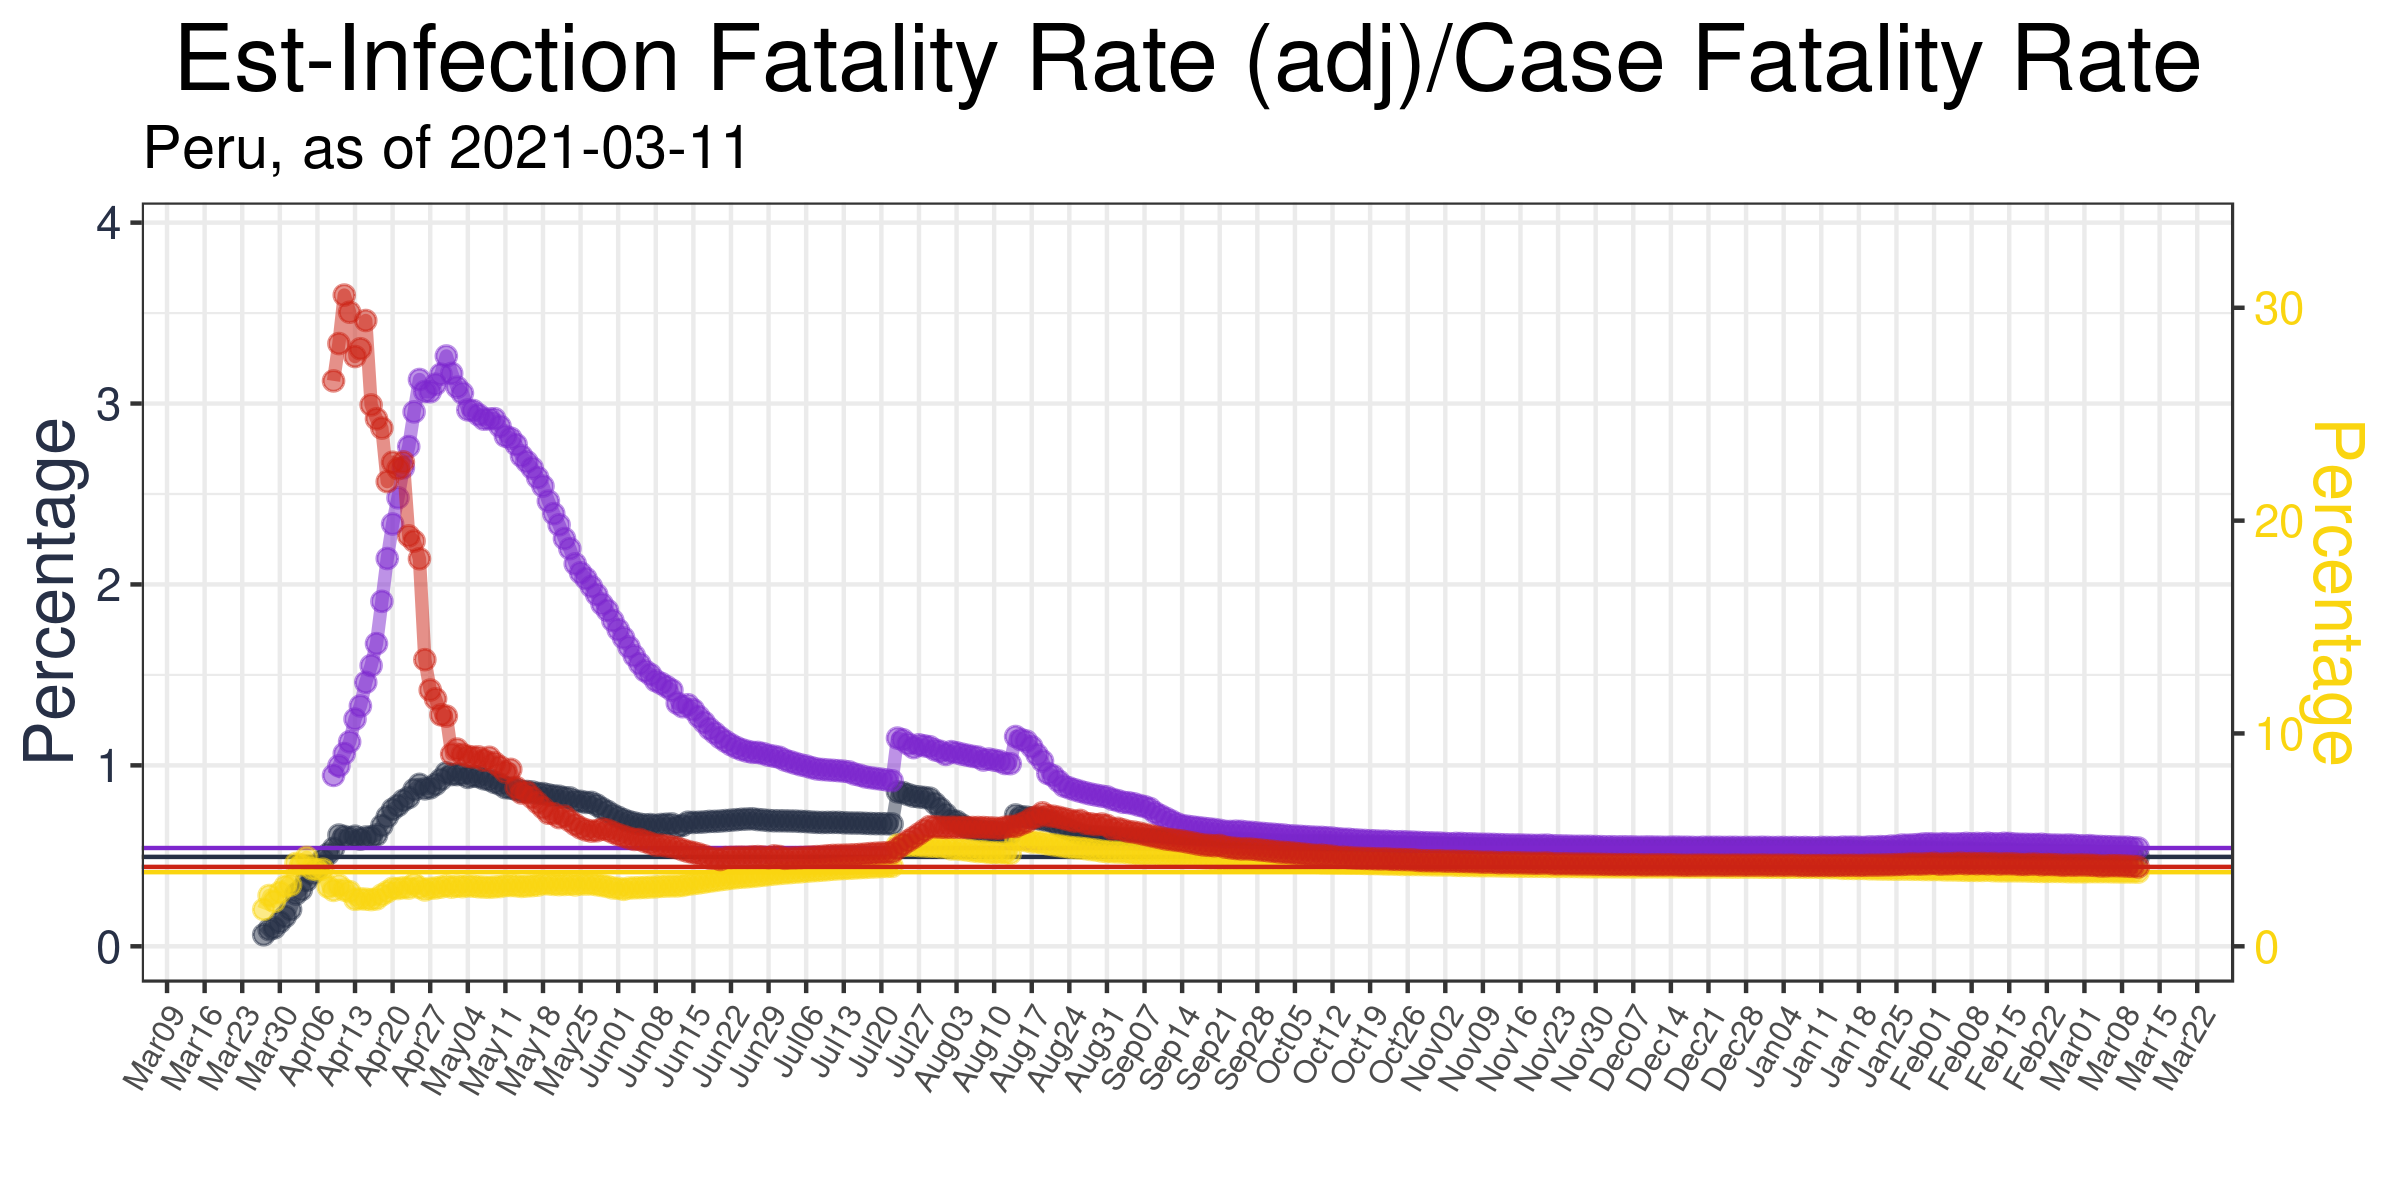 Est-Infection Fatality Rate (adj)/Case Fatality Rate
Peru, as of 2021-03-11
Percentage
4
3
2
1
0
30
20
10
0
Percentage
Mar09
Mar16
Mar23
Mar30
Apr06
Apr13
Apr20
Apr27
May04
May11
May18
May25
Jun01
Jun08
Jun15
Jun22
Jun29
Jul06
Jul13
Jul20
Jul27
Aug03
Aug10
Aug17
Aug24
Aug31
Sep07
Sep14
Sep21
Sep28
Oct05
Oct12
Oct19
Oct26
Nov02
Nov09
Nov16
Nov23
Nov30
Dec07
Dec14
Dec21
Dec28
Jan04
Jan11
Jan18
Jan25
Feb01
Feb08
Feb15
Feb22
Mar01
Mar08
Mar15
Mar22